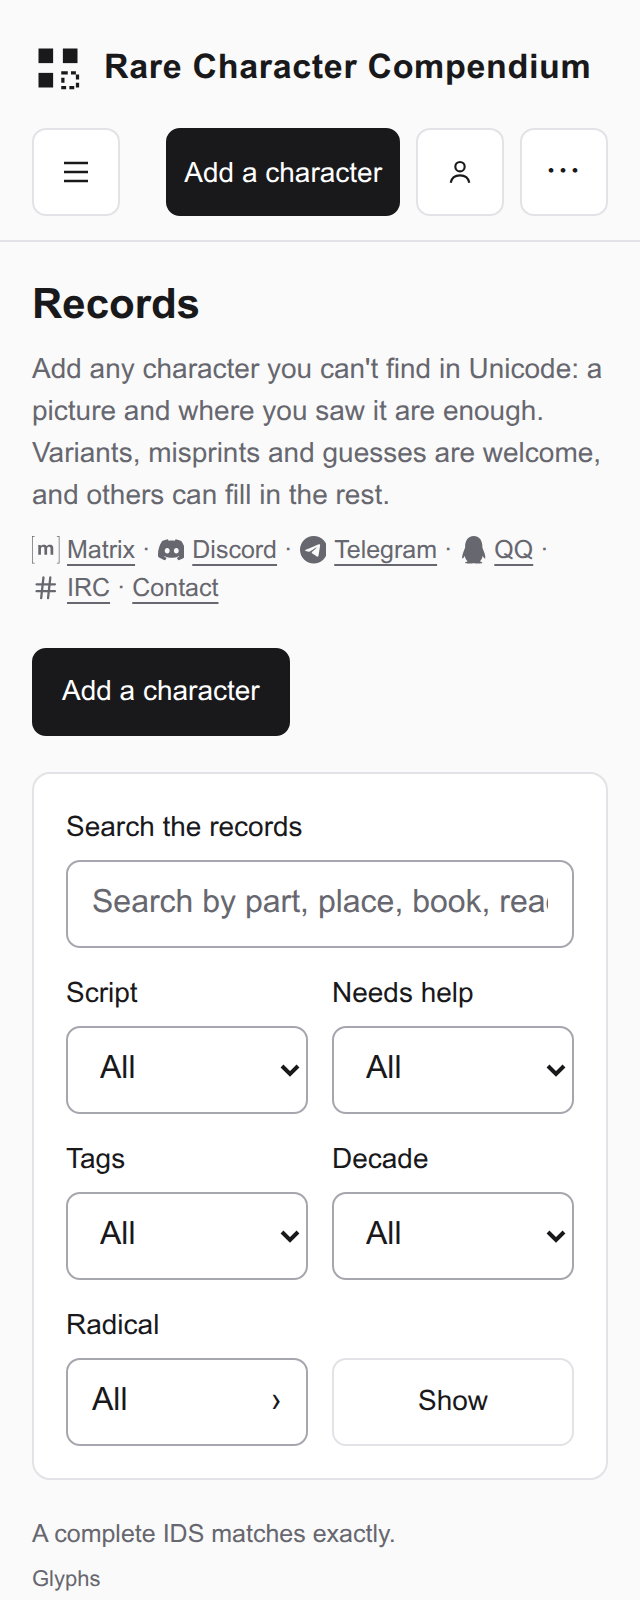 Rare Character Compendium
Add a character
Records
Add any character you can't find in Unicode: a
picture and where you saw it are enough.
Variants, misprints and guesses are welcome,
and others can fill in the rest.
[m] Matrix · Discord · Telegram · QQ ·
# IRC · Contact
Add a character
Search the records
Search by part, place, book, read
Script Needs help
All All
Tags Decade
All All
Radical
All › Show
A complete IDS matches exactly.
Glyphs